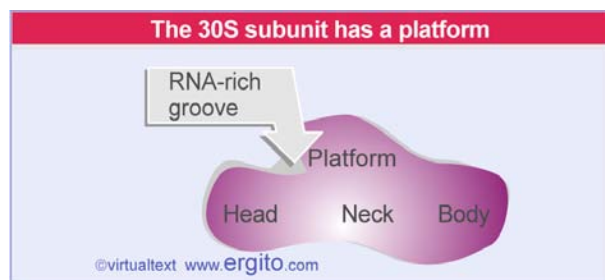 The 30S subunit has a platform
RNA-rich
groove
Platform
Head Neck Body
©virtualtext www.ergito.com